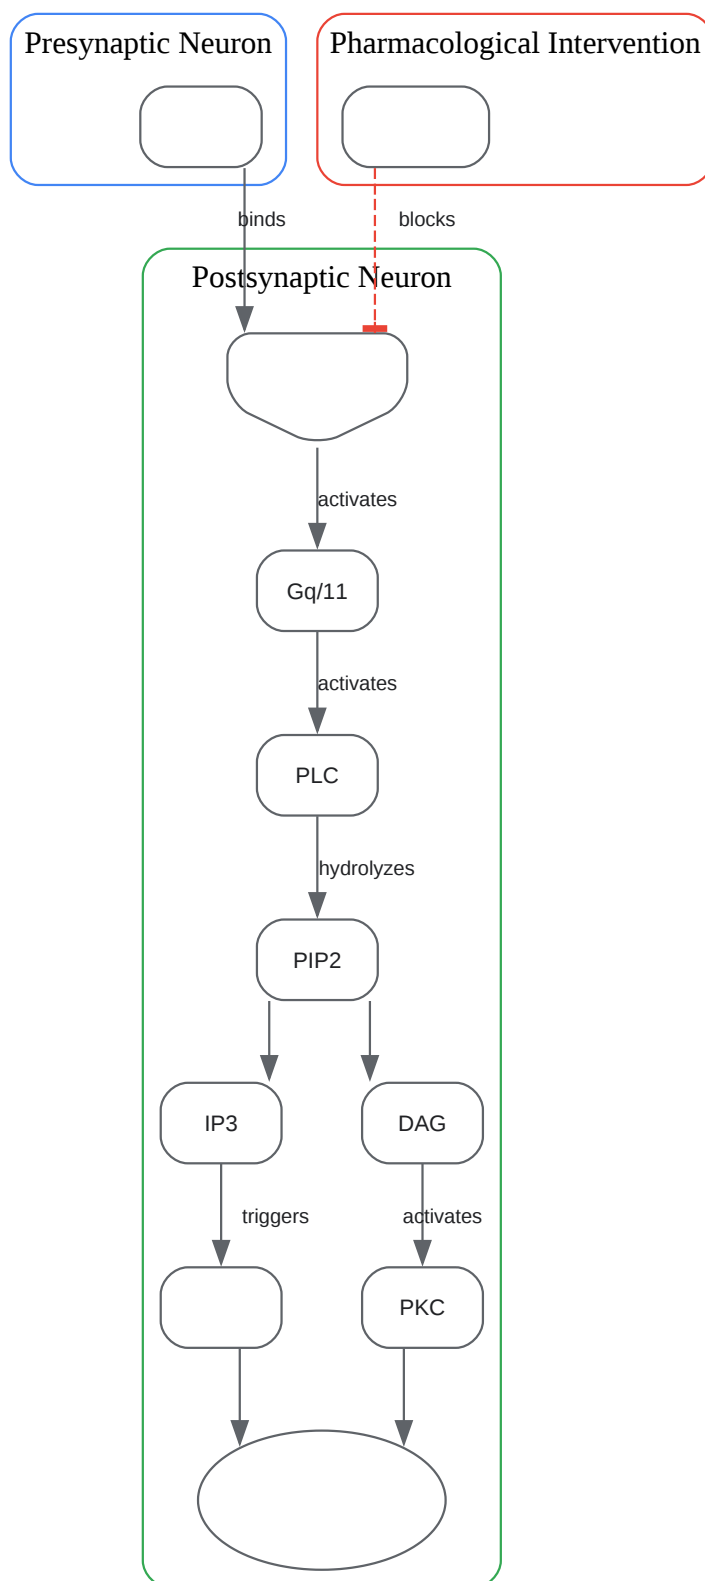 Presynaptic Neuron
Pharmacological Intervention
binds
blocks
Postsynaptic Neuron
activates
Gq/11
activates
PLC
hydrolyzes
PIP2
IP3
DAG
triggers
activates
PKC